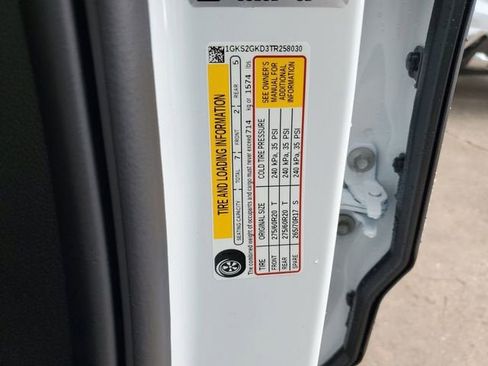 1GKS2GKD3TR258030
TIRE AND LOADING INFORMATION
SEATING CAPACITY TOTAL 7 FRONT 2 REAR 5
The combined weight of occupants and cargo must never exceed 714 kg or 1574 lbs.
TIRE ORIGINAL SIZE COLD TIRE PRESSURE
FRONT 275/60R20 T 240 kPa, 35 PSI
REAR 275/60R20 T 240 kPa, 35 PSI
SPARE 265/70R17 S 240 kPa, 35 PSI
SEE OWNER'S
MANUAL FOR
ADDITIONAL
INFORMATION